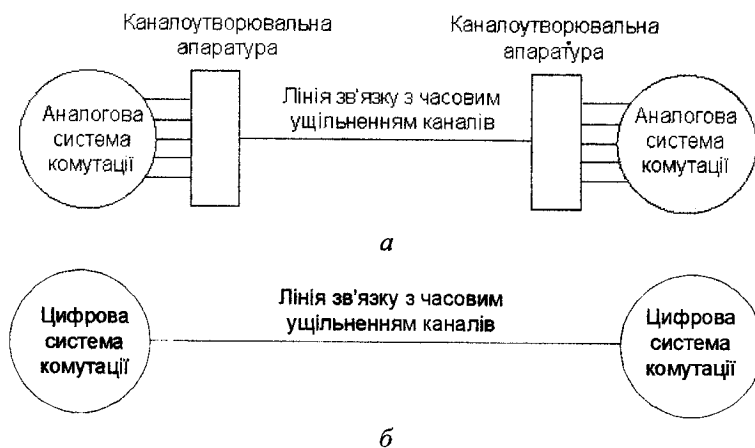 Каналоутворювальна
апаратура
Каналоутворювальна
апаратура
Аналогова
система
комутації
Лінія зв'язку з часовим
ущільненням каналів
Аналогова
система
комутації
а
Цифрова
система
комутації
Лінія зв'язку з часовим
ущільненням каналів
Цифрова
система
комутації
б